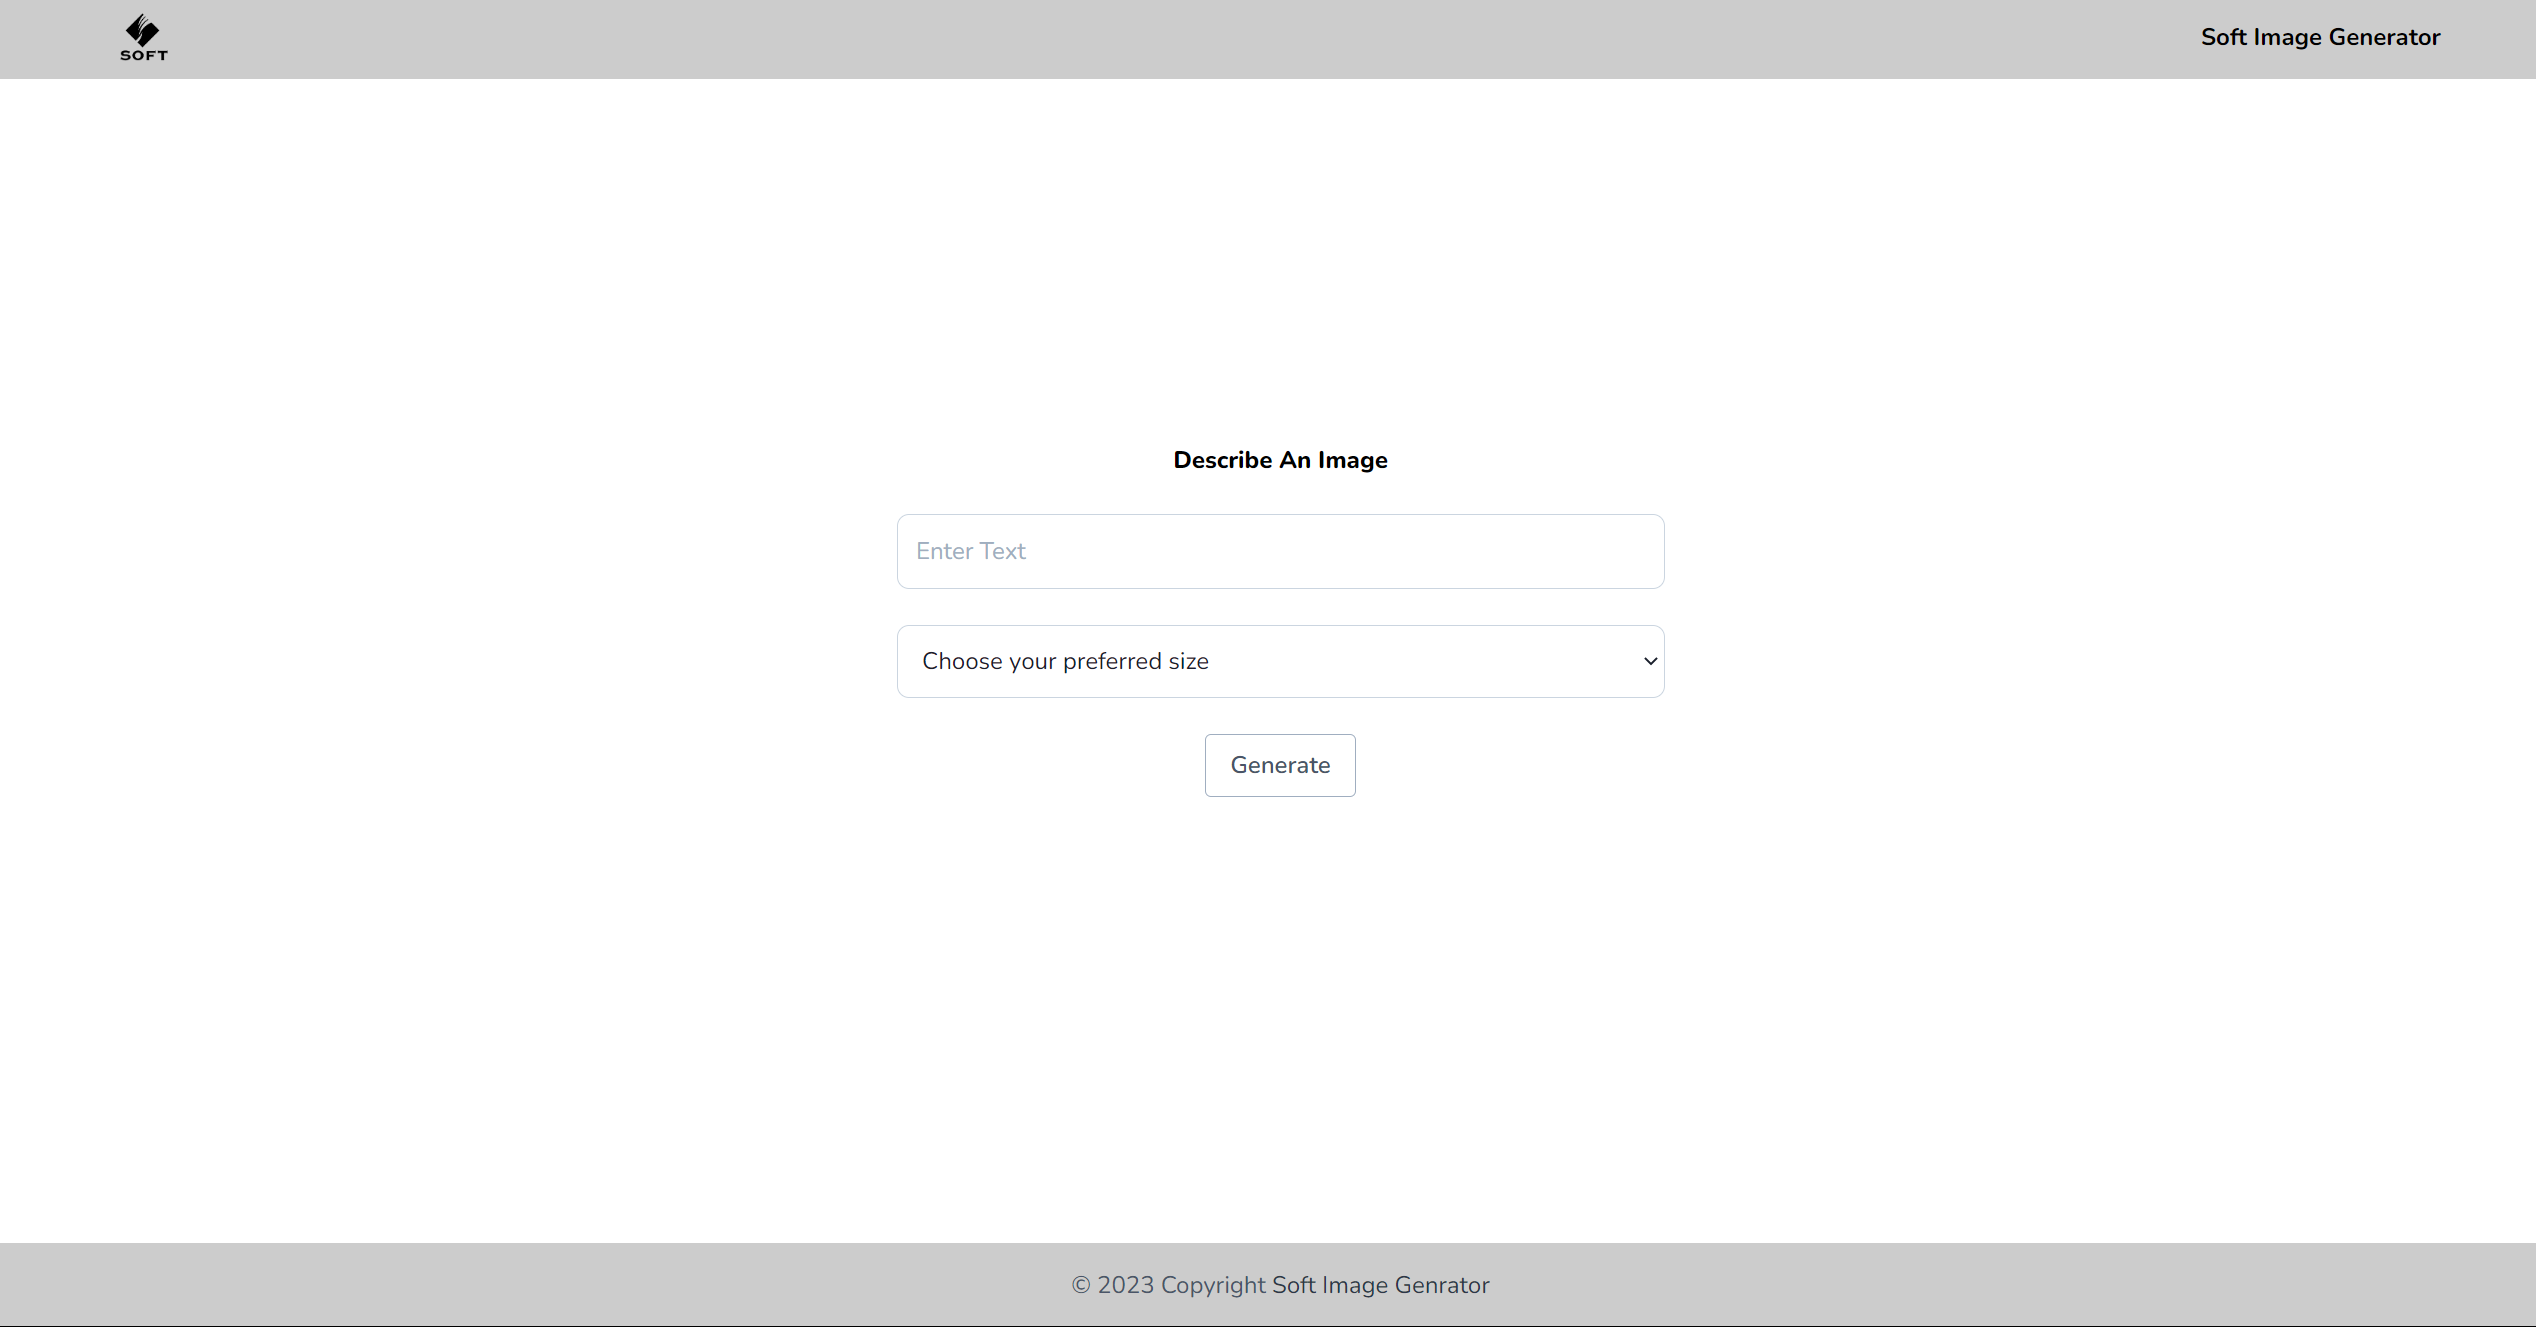 SOFT
Soft Image Generator
Describe An Image
Enter Text
Choose your preferred size
Generate
© 2023 Copyright Soft Image Genrator